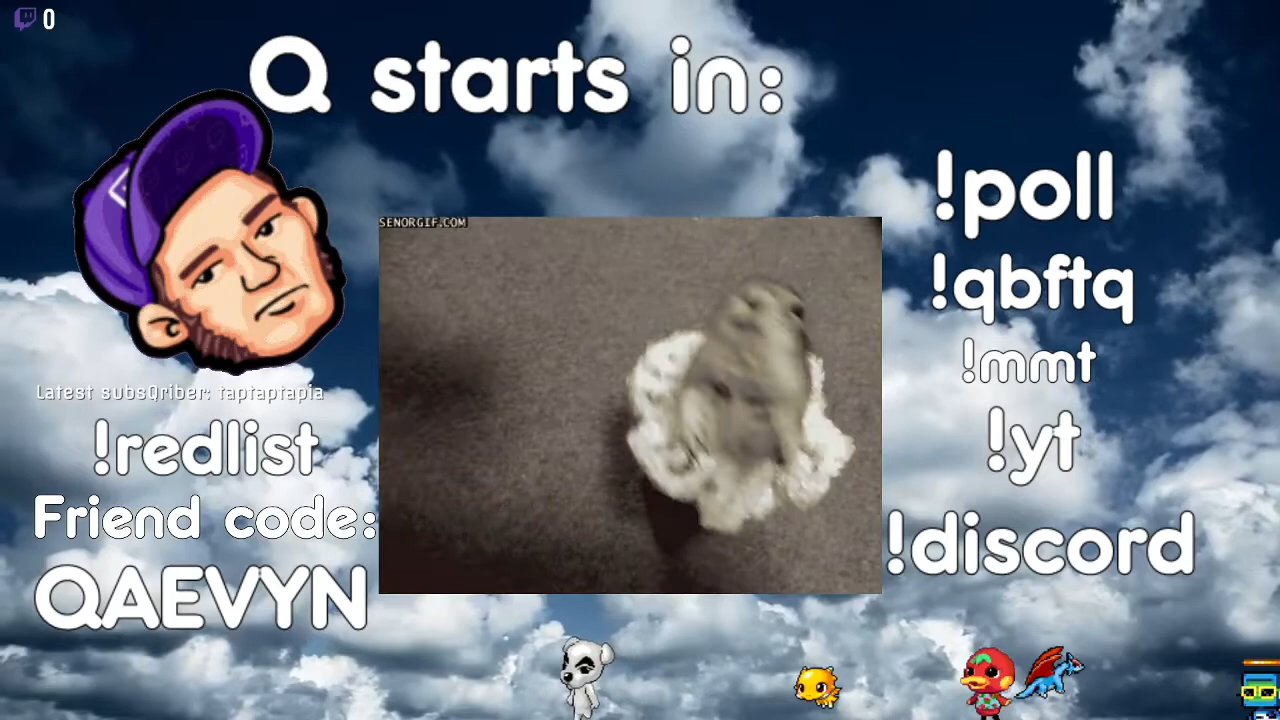 0
Q starts in:
!poll
SENORGIF.COM
!qbftq
!mmt
Latest subsQriber: taptaptapia
!redlist
!yt
Friend code:
!discord
QAEVYN